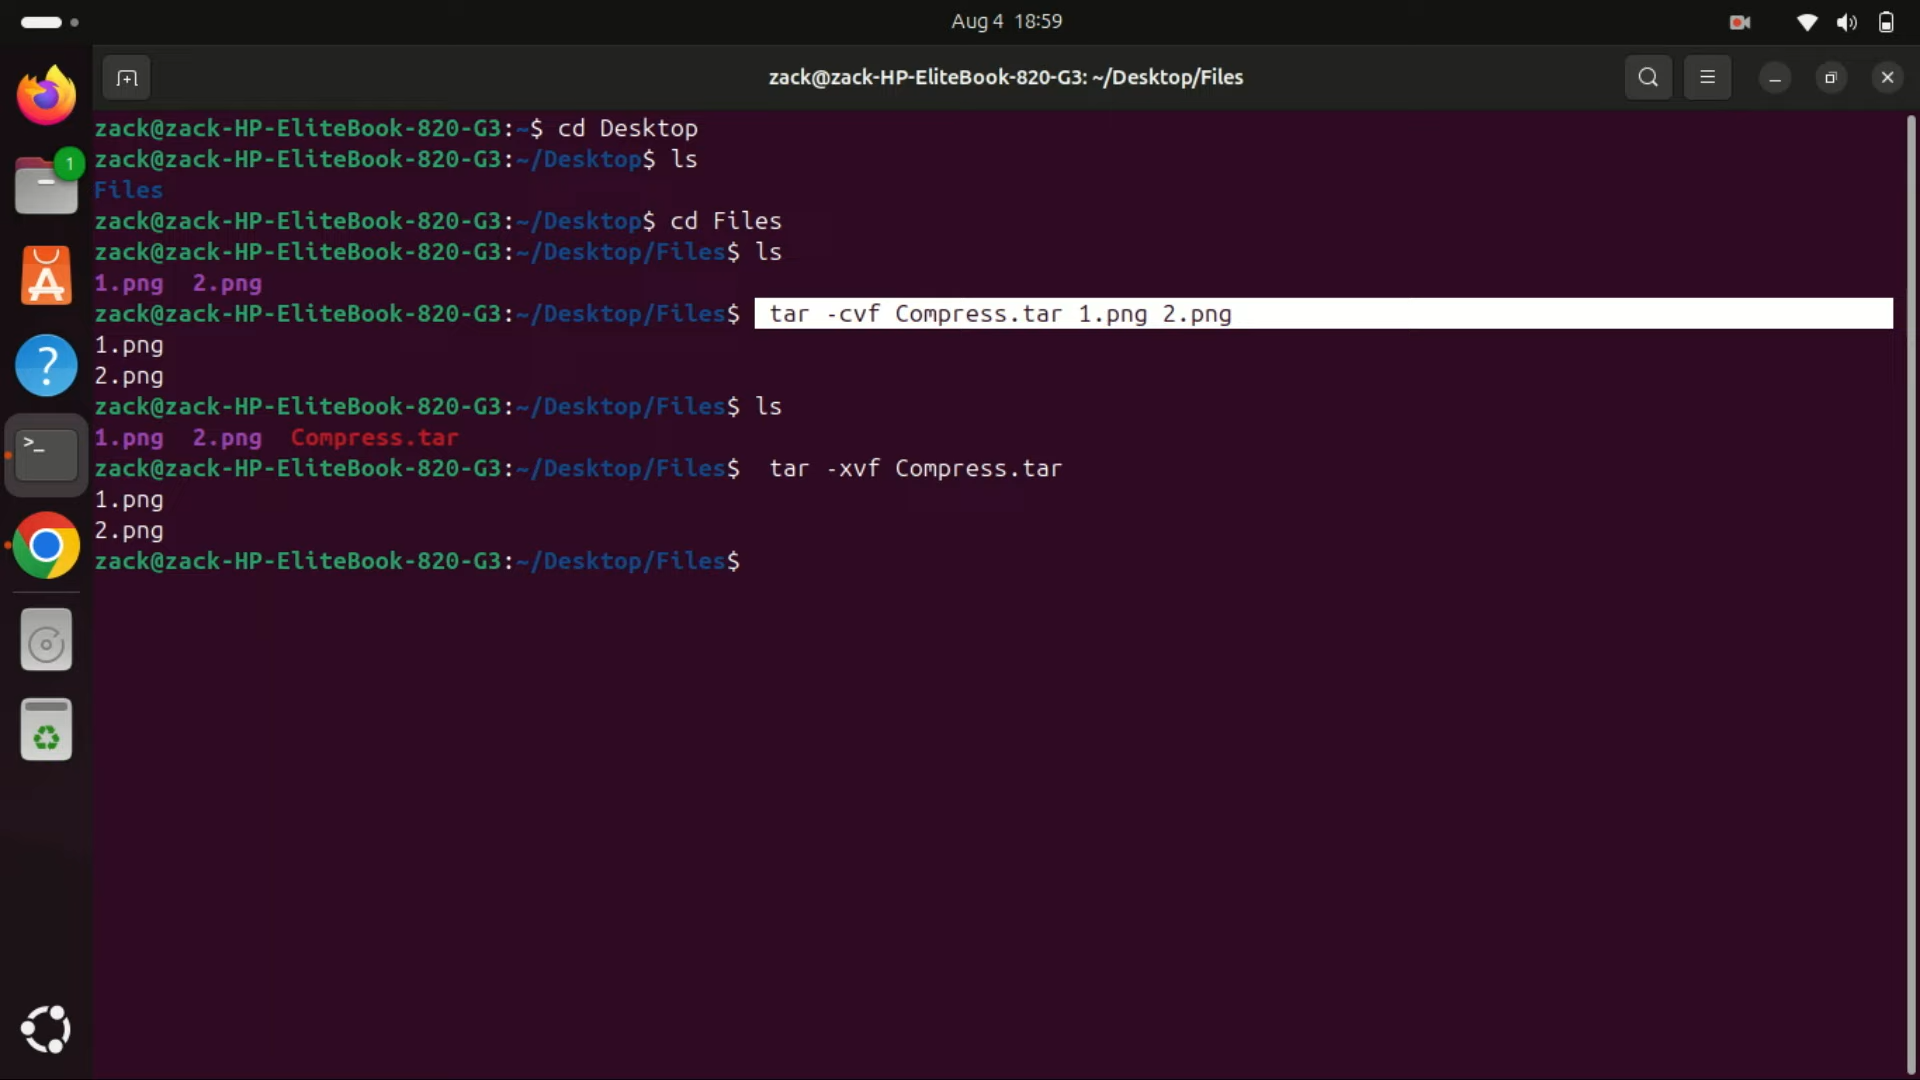 Aug 4 18:59
zack@zack-HP-EliteBook-820-G3: ~/Desktop/Files
1
zack@zack-HP-EliteBook-820-G3:~$ cd Desktop
zack@zack-HP-EliteBook-820-G3:~/Desktop$ ls
Files
zack@zack-HP-EliteBook-820-G3:~/Desktop$ cd Files
zack@zack-HP-EliteBook-820-G3:~/Desktop/Files$ ls
1.png  2.png
zack@zack-HP-EliteBook-820-G3:~/Desktop/Files$  tar -cvf Compress.tar 1.png 2.png
1.png
2.png
zack@zack-HP-EliteBook-820-G3:~/Desktop/Files$ ls
1.png  2.png  Compress.tar
zack@zack-HP-EliteBook-820-G3:~/Desktop/Files$  tar -xvf Compress.tar
1.png
2.png
zack@zack-HP-EliteBook-820-G3:~/Desktop/Files$